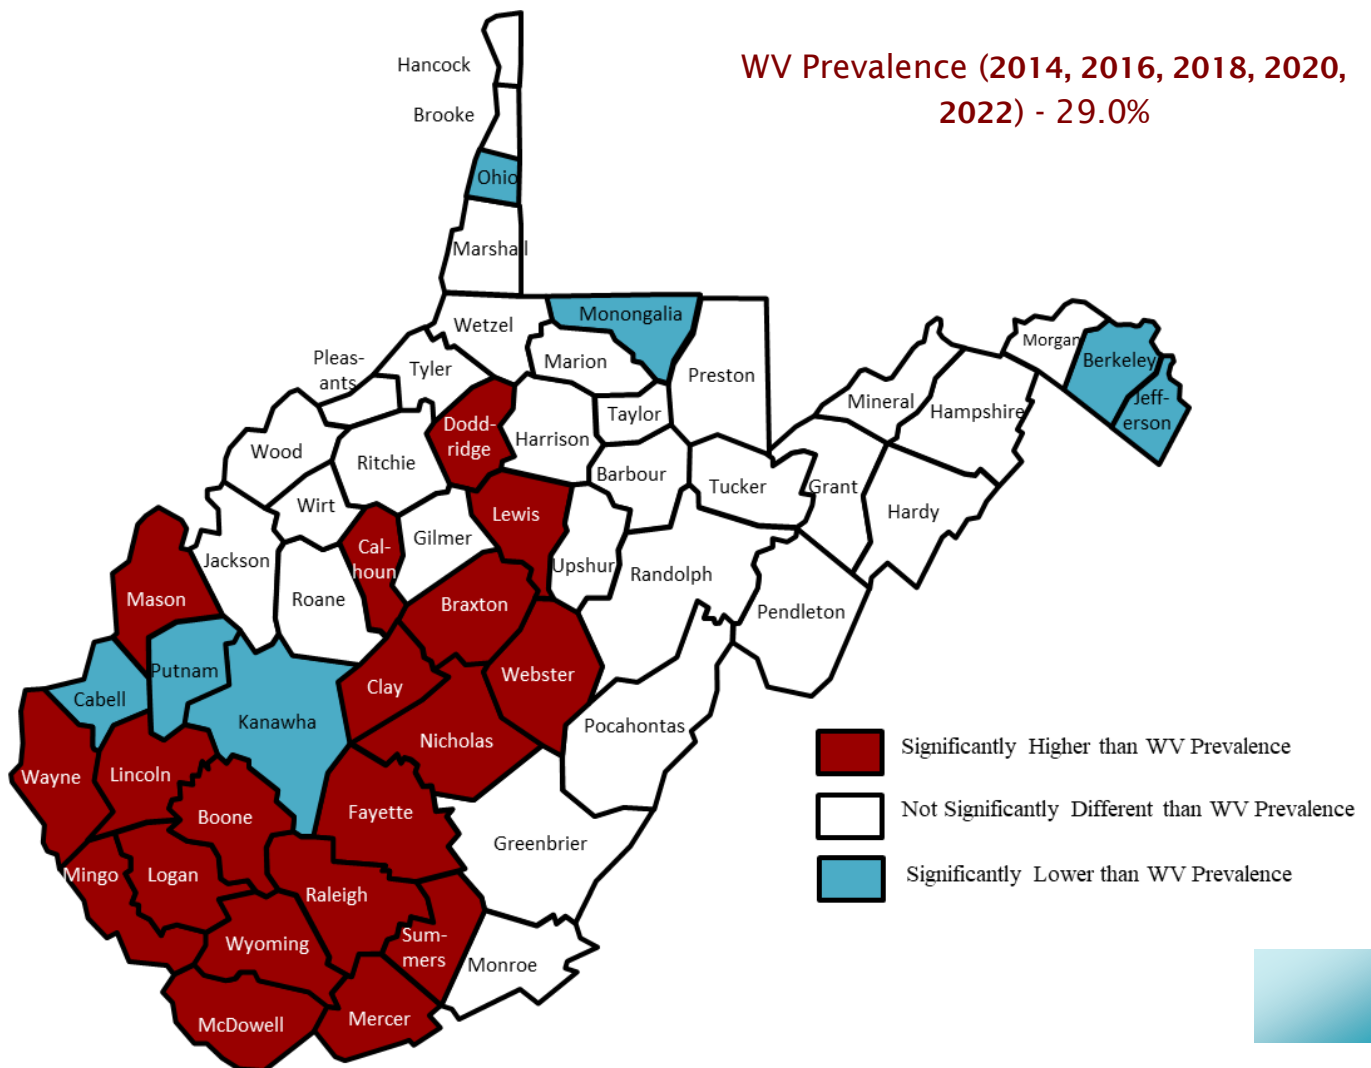 WV Prevalence (2014, 2016, 2018, 2020,
2022) - 29.0%
Hancock
Brooke
Ohio
Marshall
Wetzel
Monongalia
Marion
Preston
Pleas-
ants
Tyler
Morgan
Berkeley
Jeff-
erson
Mineral
Hampshire
Wood
Ritchie
Dodd-
ridge
Harrison
Taylor
Barbour
Tucker
Grant
Hardy
Wirt
Lewis
Gilmer
Cal-
houn
Jackson
Roane
Upshur
Randolph
Pendleton
Mason
Braxton
Putnam
Cabell
Kanawha
Clay
Webster
Nicholas
Pocahontas
Wayne
Lincoln
Boone
Fayette
Greenbrier
Mingo
Logan
Raleigh
Wyoming
Sum-
mers
Monroe
McDowell
Mercer
Significantly Higher than WV Prevalence
Not Significantly Different than WV Prevalence
Significantly Lower than WV Prevalence